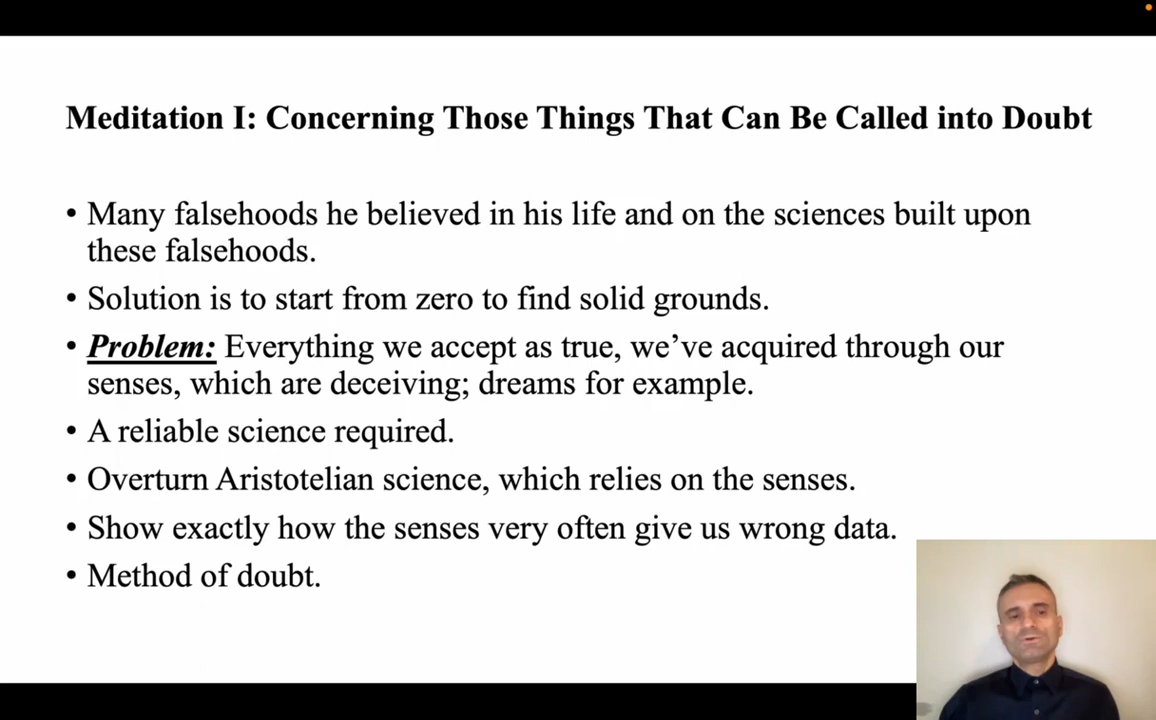 Meditation I: Concerning Those Things That Can Be Called into Doubt
• Many falsehoods he believed in his life and on the sciences built upon
these falsehoods.
• Solution is to start from zero to find solid grounds.
• Problem: Everything we accept as true, we’ve acquired through our
senses, which are deceiving; dreams for example.
• A reliable science required.
• Overturn Aristotelian science, which relies on the senses.
• Show exactly how the senses very often give us wrong data.
• Method of doubt.